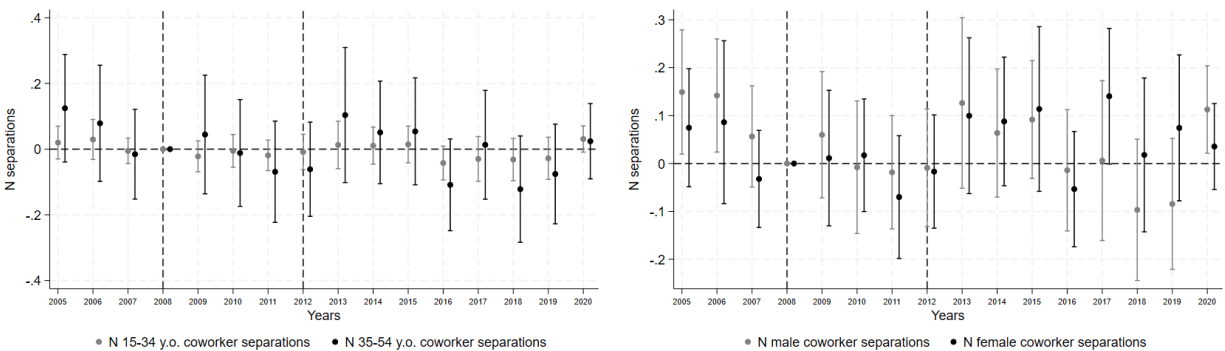 .4
.2
0
-.2
-.4
N separations
2005 2006 2007 2008 2009 2010 2011 2012 2013 2014 2015 2016 2017 2018 2019 2020
Years
N 15-34 y.o. coworker separations N 35-54 y.o. coworker separations
.3
.2
.1
0
-.1
-.2
N separations
2005 2006 2007 2008 2009 2010 2011 2012 2013 2014 2015 2016 2017 2018 2019 2020
Years
N male coworker separations N female coworker separations